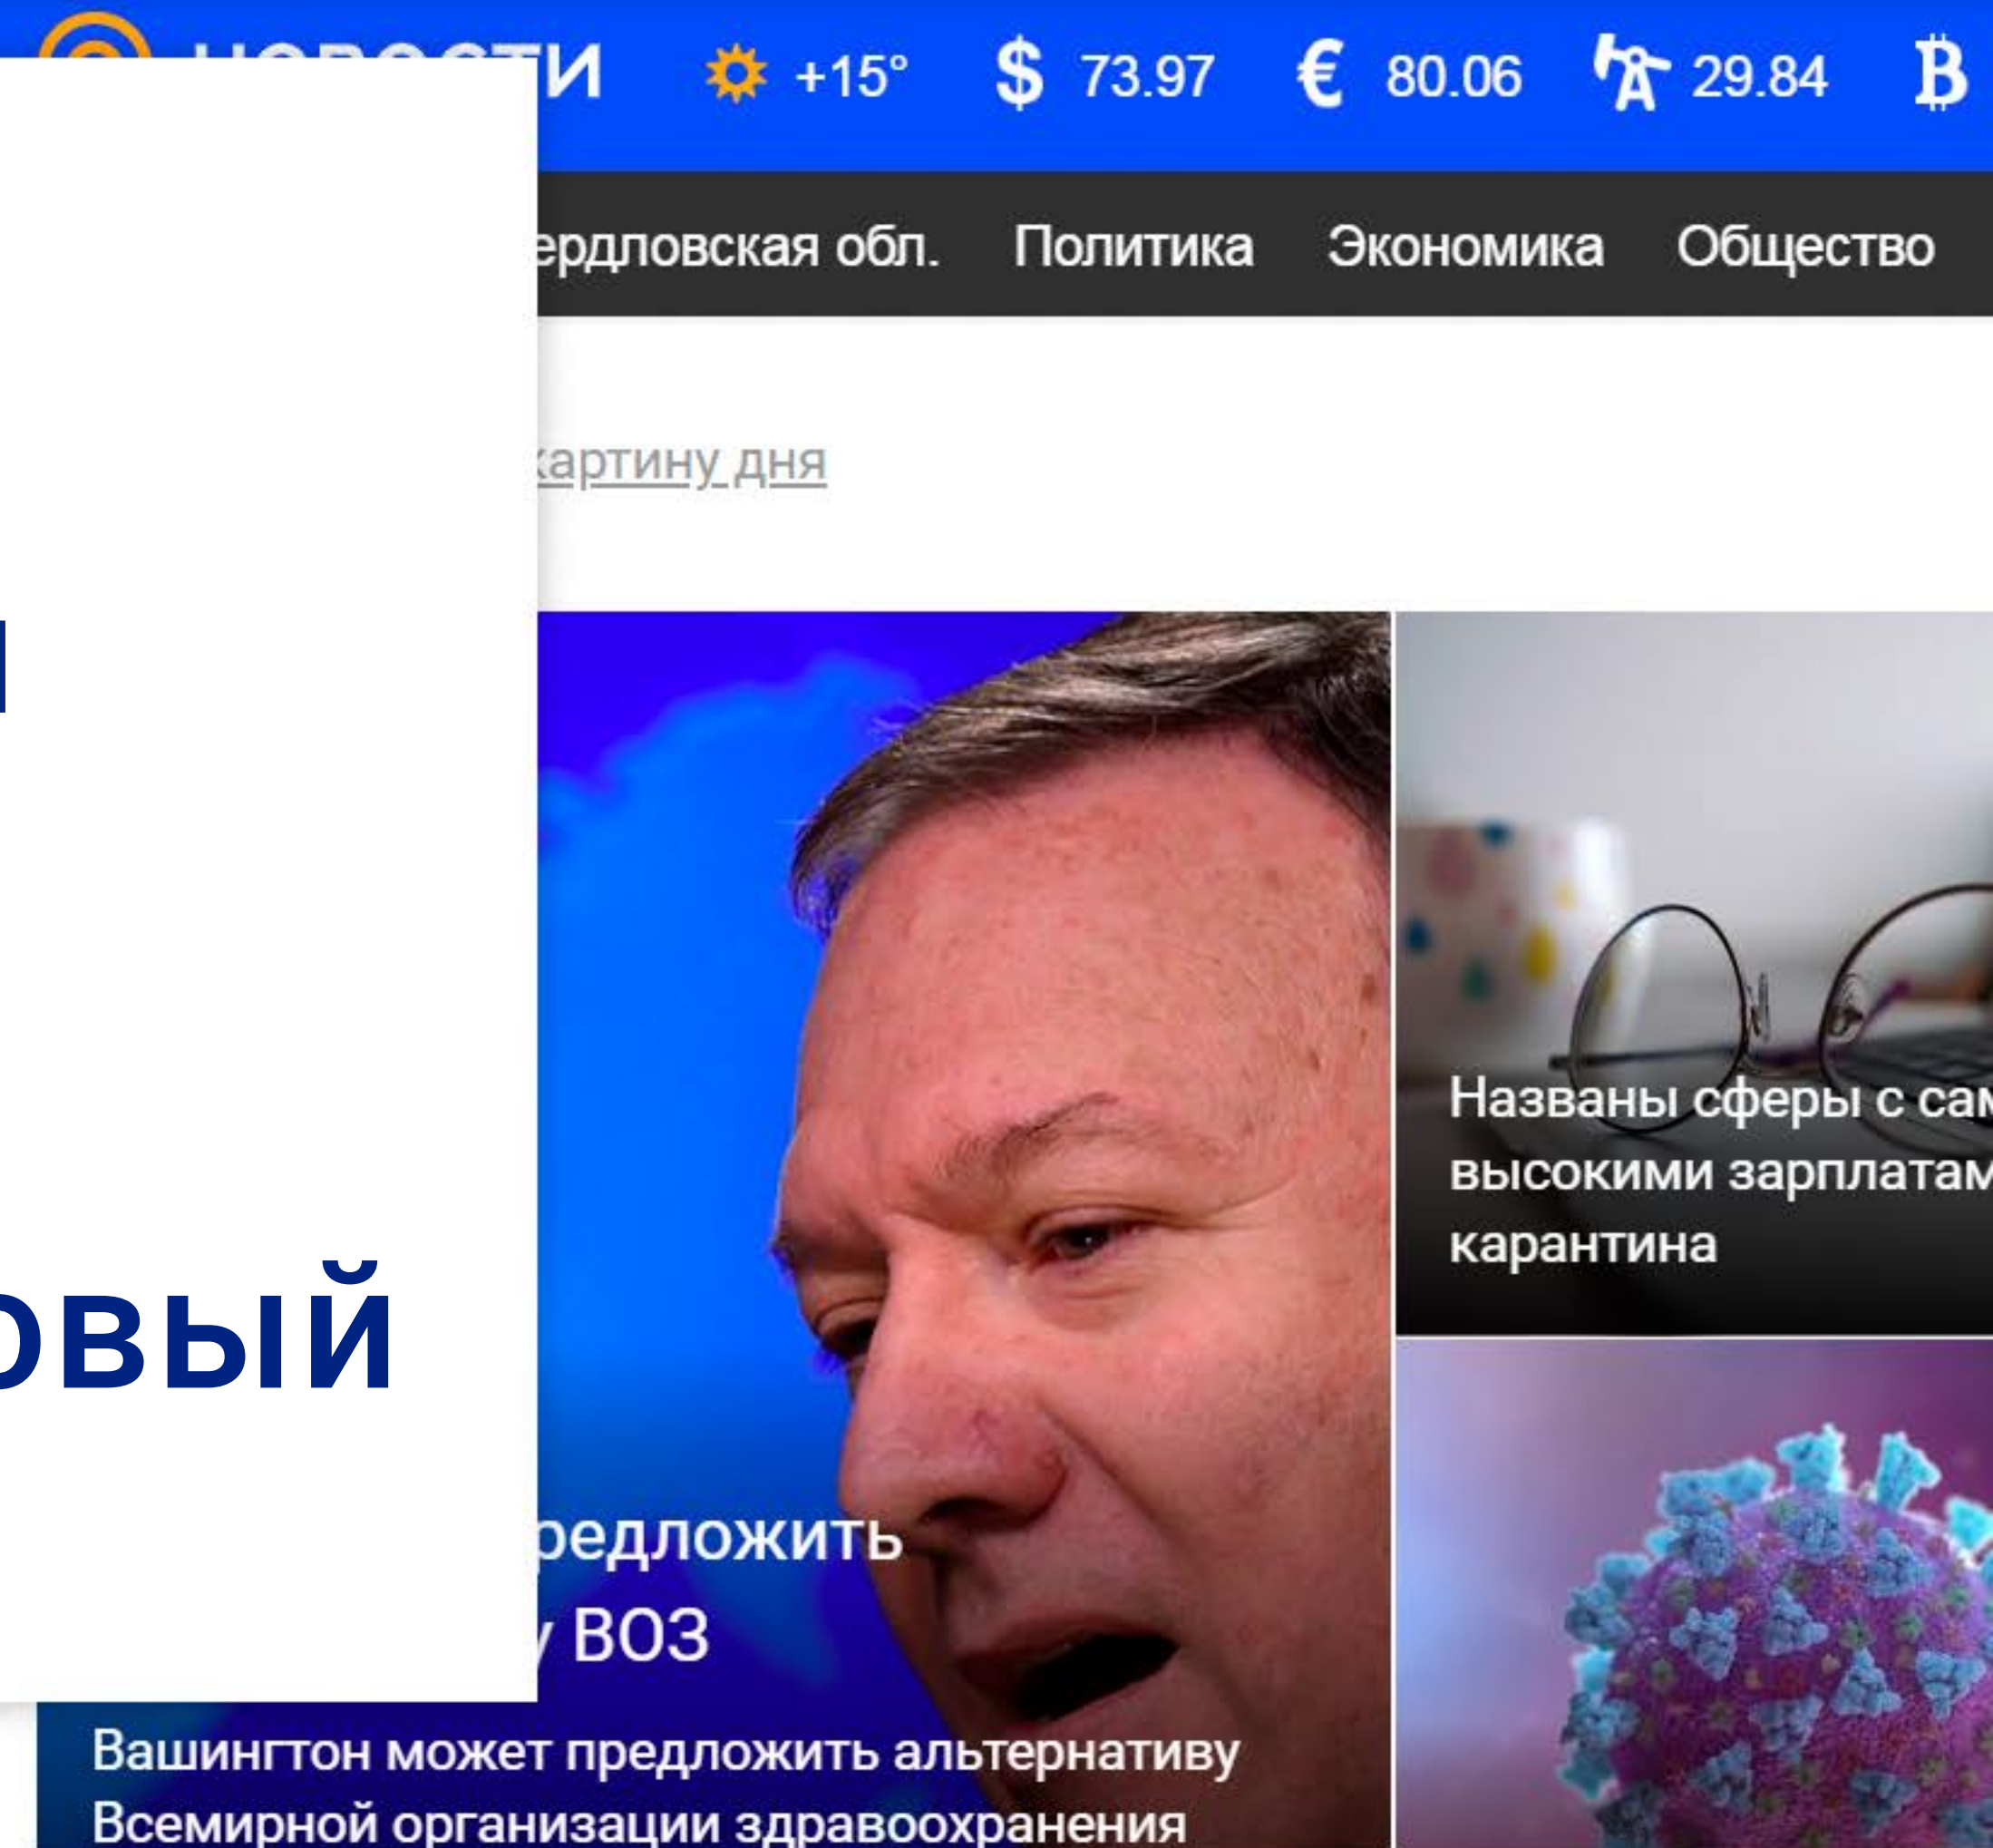 НОВОСТИ +15° $ 73.97 € 80.06 29.84
ердловская обл. Политика Экономика Общество
картину дня
Названы сферы с сам
высокими зарплатам
карантина
овый
редложить
у ВОЗ
Вашингтон может предложить альтернативу
Всемирной организации здравоохранения